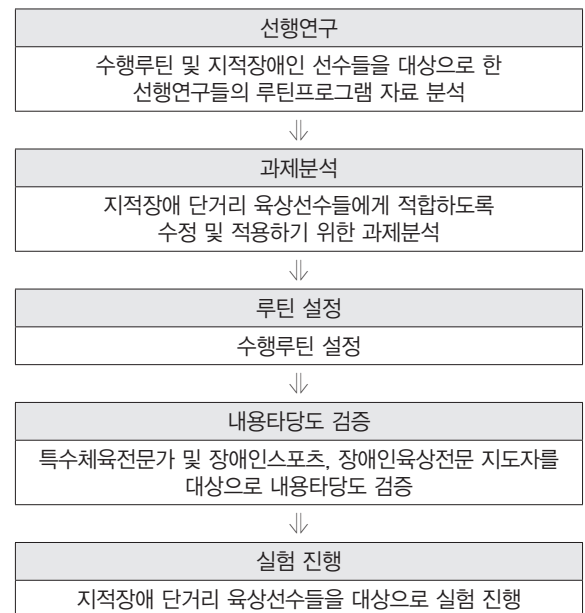 선행연구
수행루틴 및 지적장애인 선수들을 대상으로 한
선행연구들의 루틴프로그램 자료 분석
과제분석
지적장애 단거리 육상선수들에게 적합하도록
수정 및 적용하기 위한 과제분석
루틴 설정
수행루틴 설정
내용타당도 검증
특수체육전문가 및 장애인스포츠, 장애인육상전문 지도자를
대상으로 내용타당도 검증
실험 진행
지적장애 단거리 육상선수들을 대상으로 실험 진행